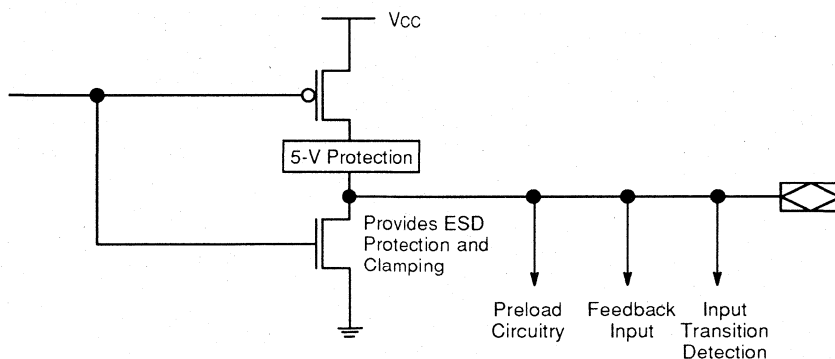 Vcc
5-V Protection
Provides ESD
Protection and
Clamping
Preload
Circuitry
Feedback
Input
Input
Transition
Detection